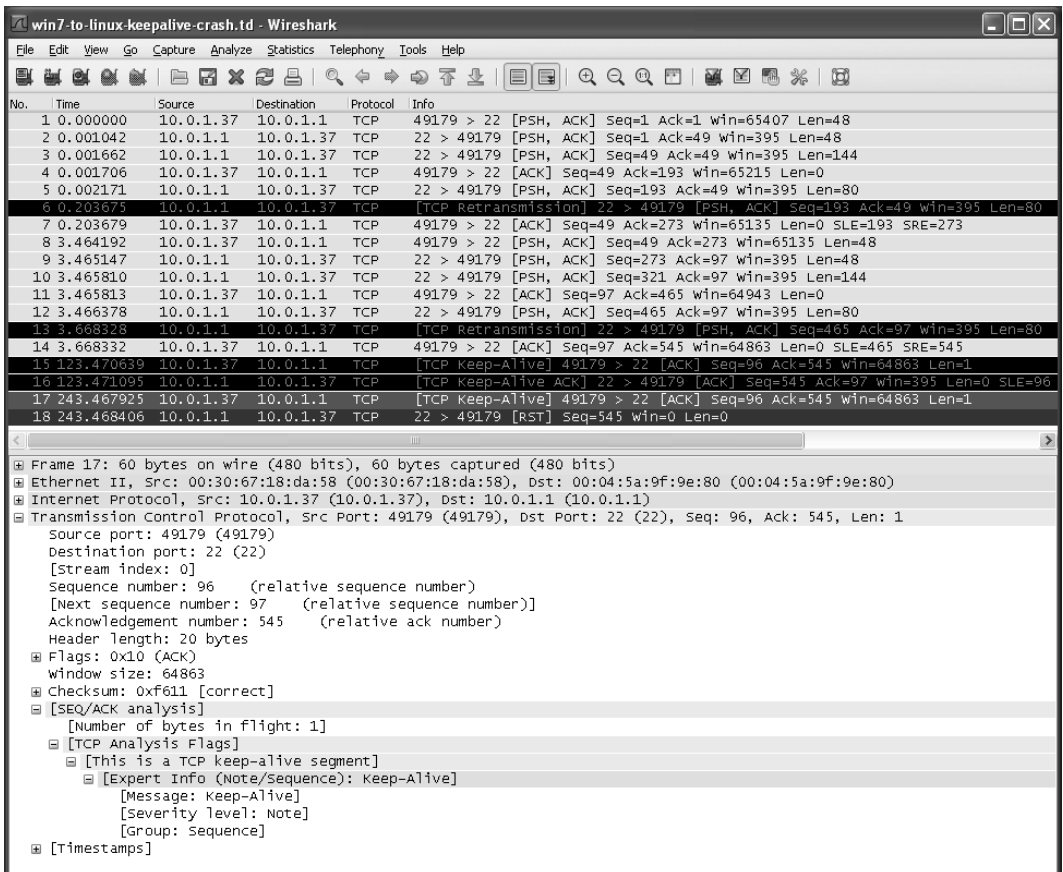 win7-to-linux-keepalive-crash.td - Wireshark
File Edit View Go Capture Analyze Statistics Telephony Tools Help
No. Time Source Destination Protocol Info
1 0.000000 10.0.1.37 10.0.1.1 TCP 49179 > 22 [PSH, ACK] Seq=1 Ack=1 Win=65407 Len=48
2 0.001042 10.0.1.1 10.0.1.37 TCP 22 > 49179 [PSH, ACK] Seq=1 Ack=49 Win=395 Len=48
3 0.001662 10.0.1.1 10.0.1.37 TCP 22 > 49179 [PSH, ACK] Seq=49 Ack=49 Win=395 Len=144
4 0.001706 10.0.1.37 10.0.1.1 TCP 49179 > 22 [ACK] Seq=49 Ack=193 Win=65215 Len=0
5 0.002171 10.0.1.1 10.0.1.37 TCP 22 > 49179 [PSH, ACK] Seq=193 Ack=49 Win=395 Len=80
6 0.203675 10.0.1.1 10.0.1.37 TCP [TCP Retransmission] 22 > 49179 [PSH, ACK] Seq=193 Ack=49 Win=395 Len=80
7 0.203679 10.0.1.37 10.0.1.1 TCP 49179 > 22 [ACK] Seq=49 Ack=273 Win=65135 Len=0 SLE=193 SRE=273
8 3.464192 10.0.1.37 10.0.1.1 TCP 49179 > 22 [PSH, ACK] Seq=49 Ack=273 Win=65135 Len=48
9 3.465147 10.0.1.1 10.0.1.37 TCP 22 > 49179 [PSH, ACK] Seq=273 Ack=97 Win=395 Len=48
10 3.465810 10.0.1.1 10.0.1.37 TCP 22 > 49179 [PSH, ACK] Seq=321 Ack=97 Win=395 Len=144
11 3.465813 10.0.1.37 10.0.1.1 TCP 49179 > 22 [ACK] Seq=97 Ack=465 Win=64943 Len=0
12 3.466378 10.0.1.1 10.0.1.37 TCP 22 > 49179 [PSH, ACK] Seq=465 Ack=97 Win=395 Len=80
13 3.668328 10.0.1.1 10.0.1.37 TCP [TCP Retransmission] 22 > 49179 [PSH, ACK] Seq=465 Ack=97 Win=395 Len=80
14 3.668332 10.0.1.37 10.0.1.1 TCP 49179 > 22 [ACK] Seq=97 Ack=545 Win=64863 Len=0 SLE=465 SRE=545
15 123.470639 10.0.1.37 10.0.1.1 TCP [TCP Keep-Alive] 49179 > 22 [ACK] Seq=96 Ack=545 Win=64863 Len=1
16 123.471095 10.0.1.1 10.0.1.37 TCP [TCP Keep-Alive ACK] 22 > 49179 [ACK] Seq=545 Ack=97 Win=395 Len=0 SLE=96
17 243.467925 10.0.1.37 10.0.1.1 TCP [TCP Keep-Alive] 49179 > 22 [ACK] Seq=96 Ack=545 Win=64863 Len=1
18 243.468406 10.0.1.1 10.0.1.37 TCP 22 > 49179 [RST] Seq=545 Win=0 Len=0
Frame 17: 60 bytes on wire (480 bits), 60 bytes captured (480 bits)
Ethernet II, Src: 00:30:67:18:da:58 (00:30:67:18:da:58), Dst: 00:04:5a:9f:9e:80 (00:04:5a:9f:9e:80)
Internet Protocol, Src: 10.0.1.37 (10.0.1.37), Dst: 10.0.1.1 (10.0.1.1)
Transmission Control Protocol, Src Port: 49179 (49179), Dst Port: 22 (22), Seq: 96, Ack: 545, Len: 1
Source port: 49179 (49179)
Destination port: 22 (22)
[Stream index: 0]
Sequence number: 96 (relative sequence number)
[Next sequence number: 97 (relative sequence number)]
Acknowledgement number: 545 (relative ack number)
Header length: 20 bytes
Flags: 0x10 (ACK)
Window size: 64863
Checksum: 0xf611 [correct]
[SEQ/ACK analysis]
[Number of bytes in flight: 1]
[TCP Analysis Flags]
[This is a TCP keep-alive segment]
[Expert Info (Note/Sequence): Keep-Alive]
[Message: Keep-Alive]
[Severity level: Note]
[Group: Sequence]
[Timestamps]